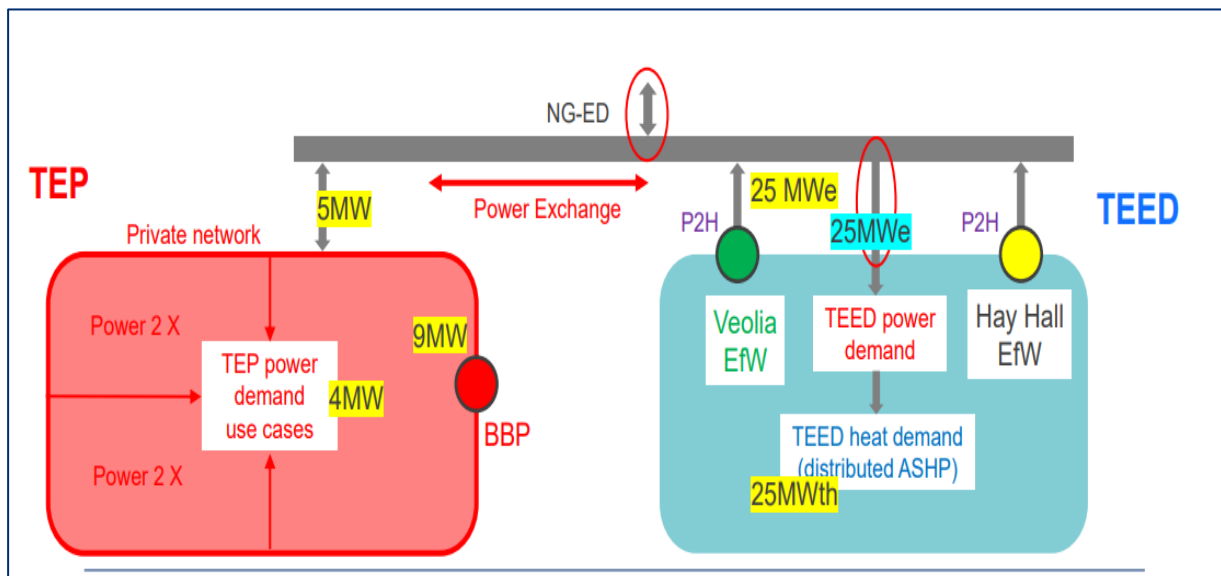 NG-ED
TEP
5MW
Power Exchange
25 MWe
P2H
25MWe
P2H
TEED
Private network
Power 2 X
9MW
TEP power
demand
use cases
4MW
BBP
Power 2 X
Veolia
EfW
TEED power
demand
Hay Hall
EfW
TEED heat demand
(distributed ASHP)
25MWth